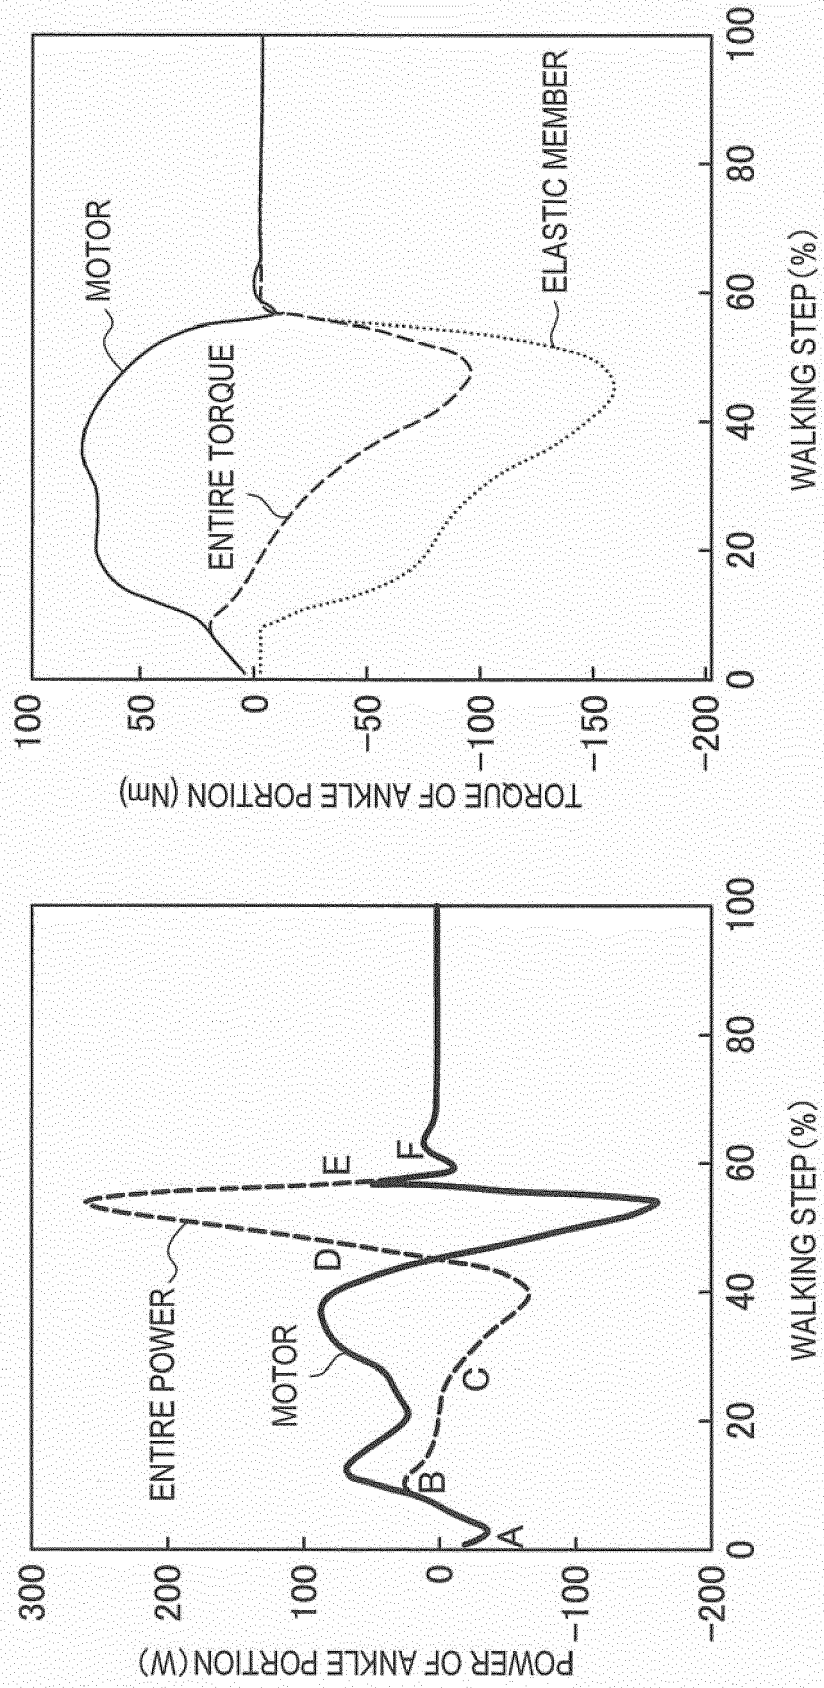 POWER OF ANKLE PORTION (W)
300
200
100
0
-100
-200
ENTIRE POWER
MOTOR
A
B
C
D
E
F
0
20
40
60
80
100
WALKING STEP (%)
TORQUE OF ANKLE PORTION (Nm)
100
50
0
-50
-100
-150
-200
MOTOR
ENTIRE TORQUE
ELASTIC MEMBER
0
20
40
60
80
100
WALKING STEP (%)